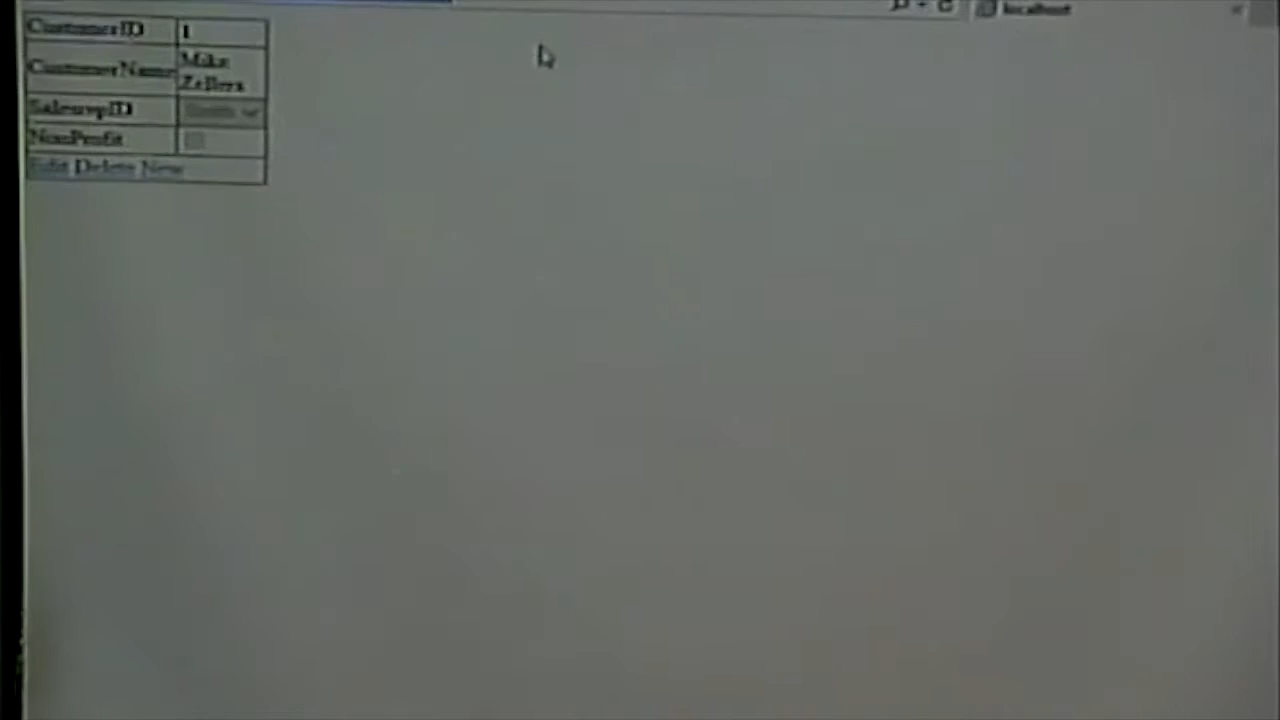 localhost
CustomerID 1
CustomerName Mike
Zellers
SalesrepID
NonProfit
Edit Delete New